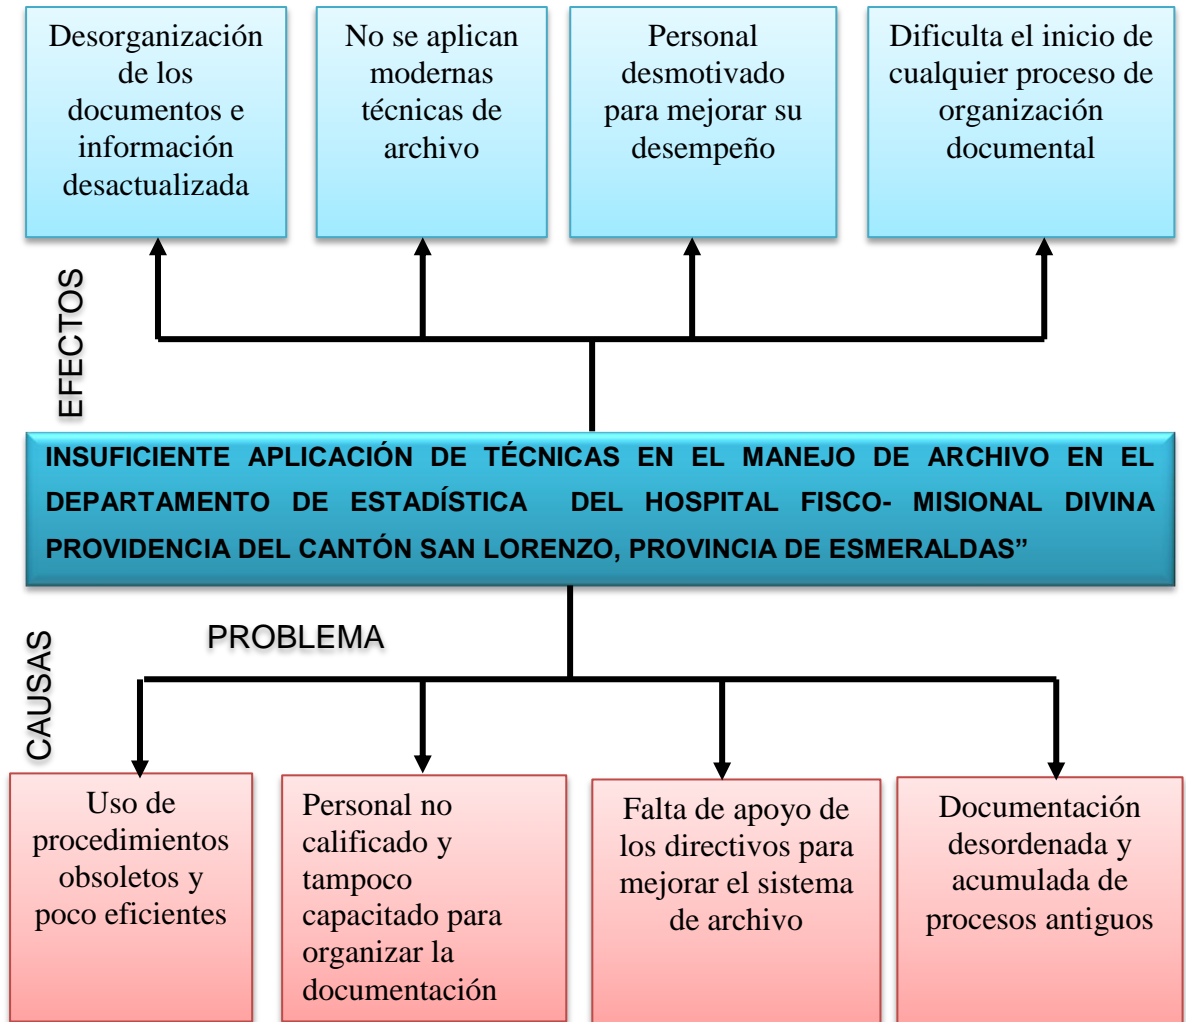 Desorganización
de los
documentos e
información
desactualizada
No se aplican
modernas
técnicas de
archivo
Personal
desmotivado
para mejorar su
desempeño
Dificulta el inicio de
cualquier proceso de
organización
documental
EFECTOS
INSUFICIENTE APLICACIÓN DE TÉCNICAS EN EL MANEJO DE ARCHIVO EN EL
DEPARTAMENTO DE ESTADÍSTICA DEL HOSPITAL FISCO- MISIONAL DIVINA
PROVIDENCIA DEL CANTÓN SAN LORENZO, PROVINCIA DE ESMERALDAS”
PROBLEMA
CAUSAS
Uso de
procedimientos
obsoletos y
poco eficientes
Personal no
calificado y
tampoco
capacitado para
organizar la
documentación
Falta de apoyo de
los directivos para
mejorar el sistema
de archivo
Documentación
desordenada y
acumulada de
procesos antiguos